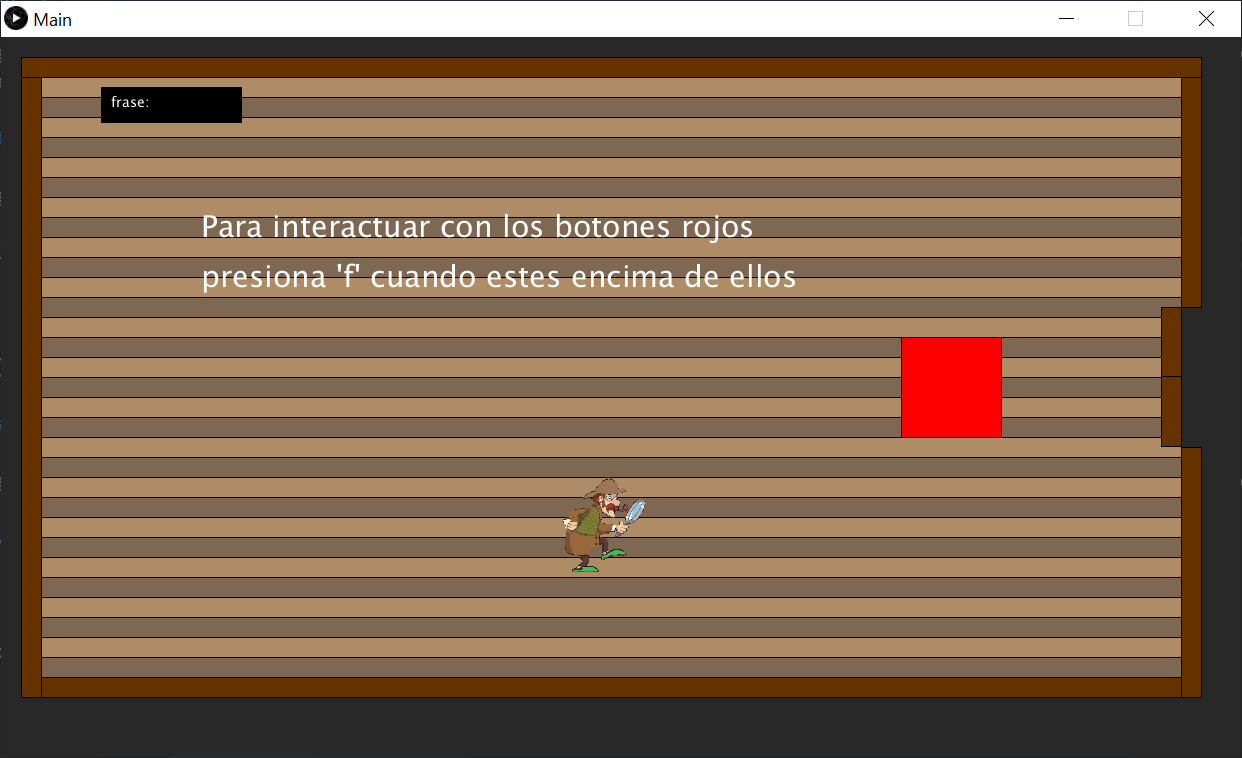 Main
frase:
Para interactuar con los botones rojos
presiona 'f' cuando estes encima de ellos